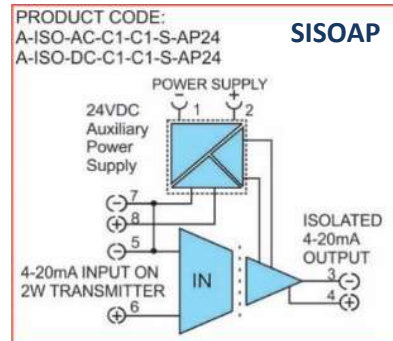 PRODUCT CODE:
A-ISO-AC-C1-C1-S-AP24
A-ISO-DC-C1-C1-S-AP24
SISOAP
POWER SUPPLY
- +
1 2
24VDC
Auxiliary
Power
Supply
7
(-)
8
(+)
5
(-)
4-20mA INPUT ON
2W TRANSMITTER
6
(+)
IN
ISOLATED
4-20mA
OUTPUT
3 (-)
4 (+)